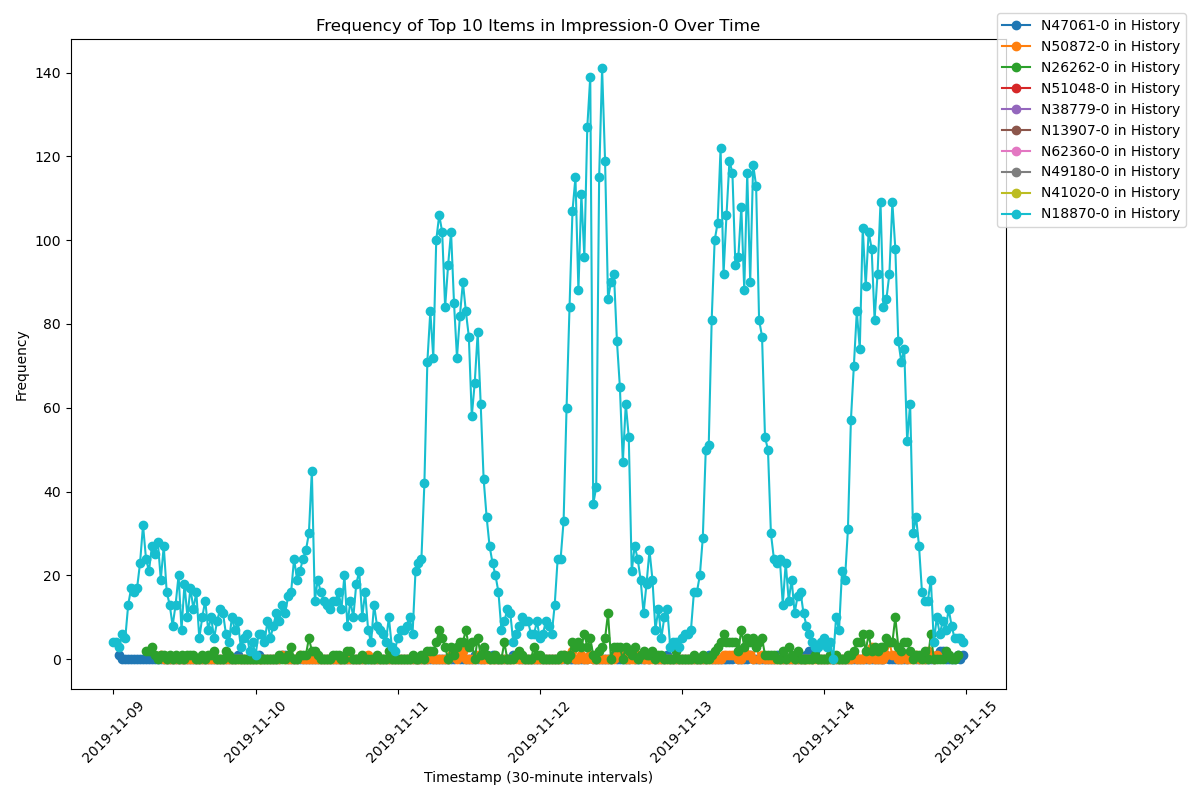 Frequency of Top 10 Items in Impression-0 Over Time
N47061-0 in History
N50872-0 in History
N26262-0 in History
N51048-0 in History
N38779-0 in History
N13907-0 in History
N62360-0 in History
N49180-0 in History
N41020-0 in History
N18870-0 in History
Frequency
140
120
100
80
60
40
20
0
2019-11-09
2019-11-10
2019-11-11
2019-11-12
2019-11-13
2019-11-14
2019-11-15
Timestamp (30-minute intervals)